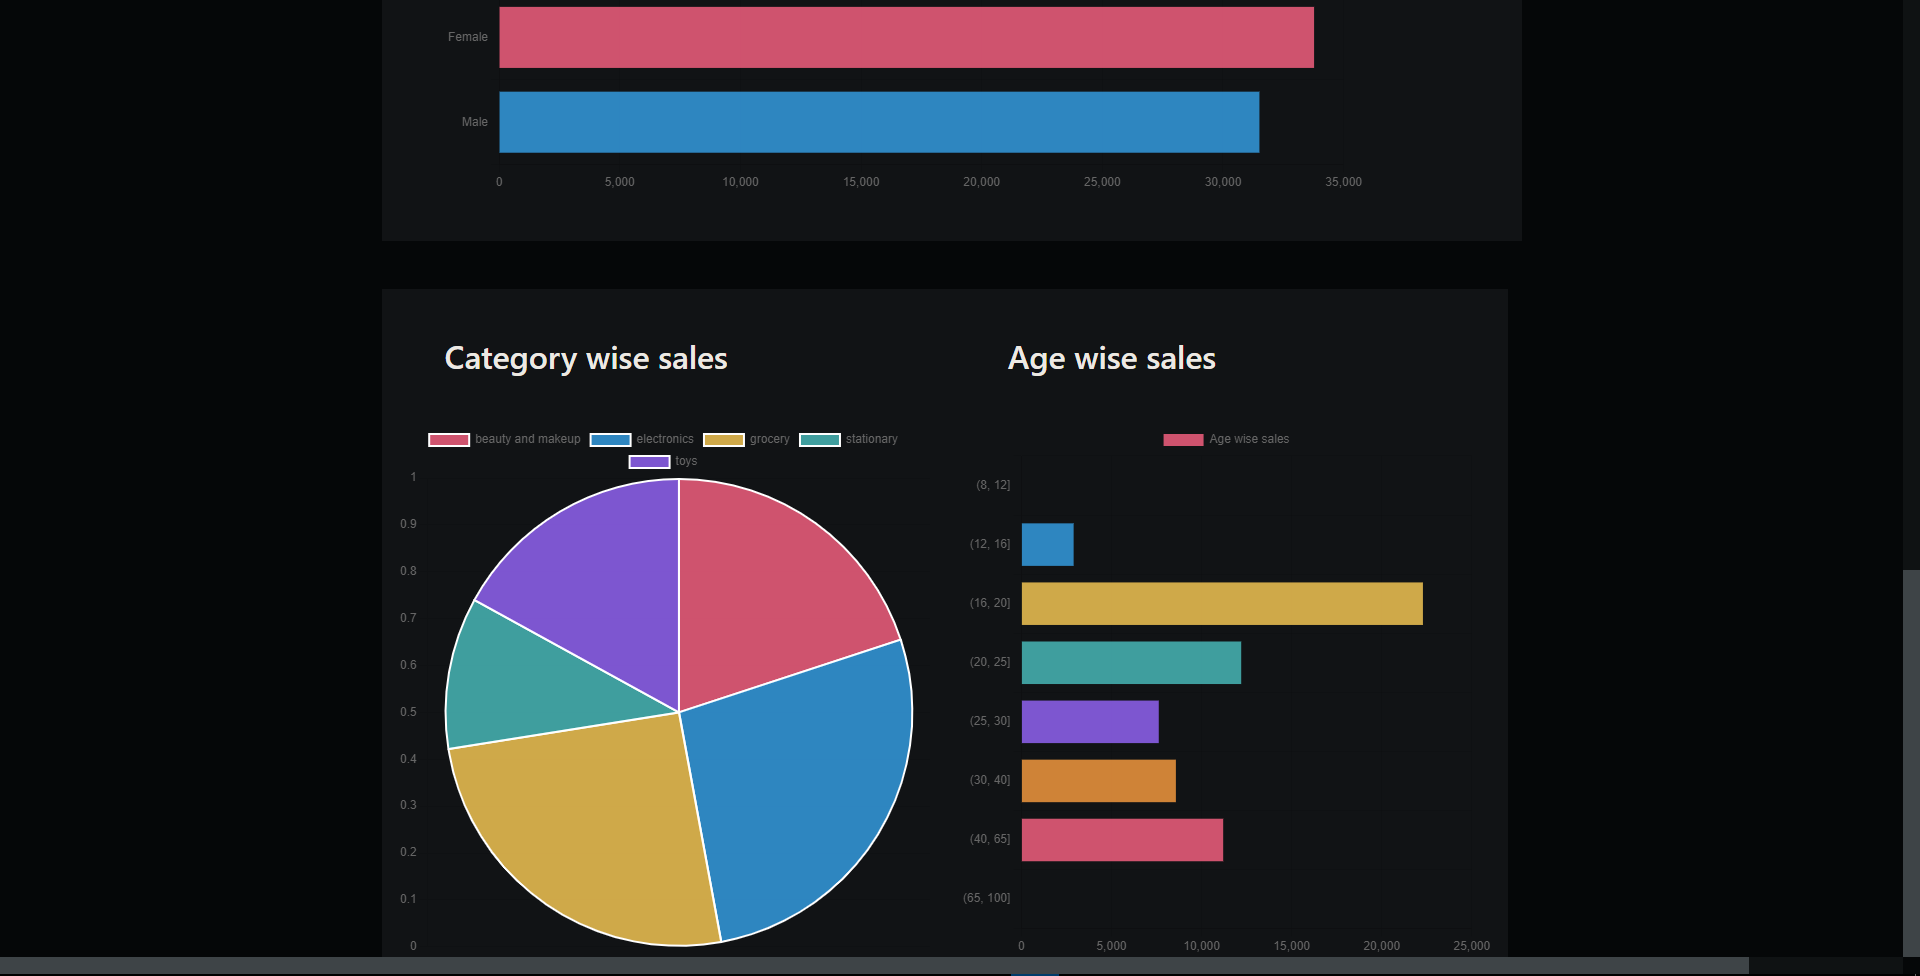 Female
Male
0 5,000 10,000 15,000 20,000 25,000 30,000 35,000
Category wise sales
beauty and makeup electronics grocery stationary
toys
1
0.9
0.8
0.7
0.6
0.5
0.4
0.3
0.2
0.1
0
Age wise sales
Age wise sales
(8, 12]
(12, 16]
(16, 20]
(20, 25]
(25, 30]
(30, 40]
(40, 65]
(65, 100]
0 5,000 10,000 15,000 20,000 25,000